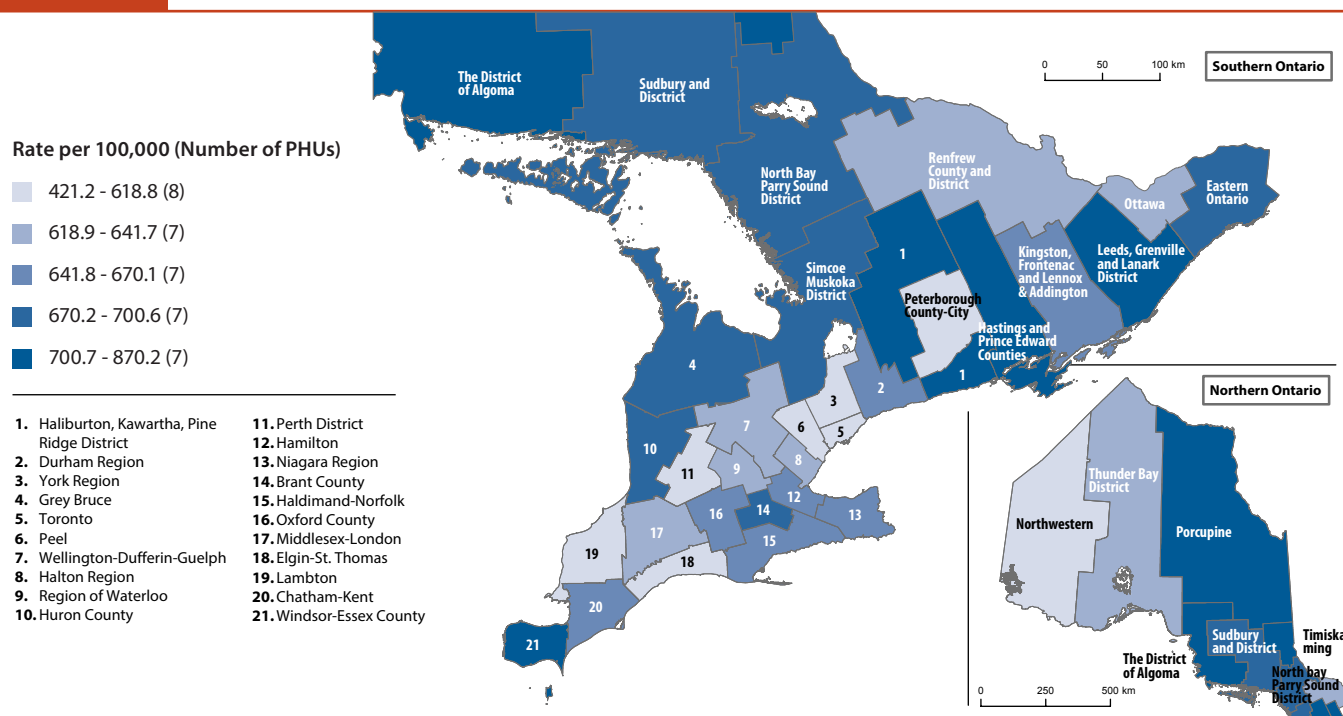 Southern Ontario
0 50 100 km
The District
of Algoma
Sudbury and
Disctrict
North Bay
Parry Sound
District
Renfrew
County and
District
Ottawa
Eastern
Ontario
Leeds, Grenville
and Lanark
District
Kingston,
Frontenac
and Lennox
& Addington
Simcoe
Muskoka
District
1
Peterborough
County-City
Hastings and
Prince Edward
Counties
1
2
3
4
5
6
7
8
9
10
11
12
13
14
15
16
17
18
19
20
21
Rate per 100,000 (Number of PHUs)
421.2 - 618.8 (8)
618.9 - 641.7 (7)
641.8 - 670.1 (7)
670.2 - 700.6 (7)
700.7 - 870.2 (7)
1. Haliburton, Kawartha, Pine
Ridge District
2. Durham Region
3. York Region
4. Grey Bruce
5. Toronto
6. Peel
7. Wellington-Dufferin-Guelph
8. Halton Region
9. Region of Waterloo
10. Huron County
11. Perth District
12. Hamilton
13. Niagara Region
14. Brant County
15. Haldimand-Norfolk
16. Oxford County
17. Middlesex-London
18. Elgin-St. Thomas
19. Lambton
20. Chatham-Kent
21. Windsor-Essex County
Northern Ontario
Northwestern
Thunder Bay
District
Porcupine
Sudbury
and District
Timiska
ming
The District
of Algoma
North bay
Parry Sound
District
0 250 500 km